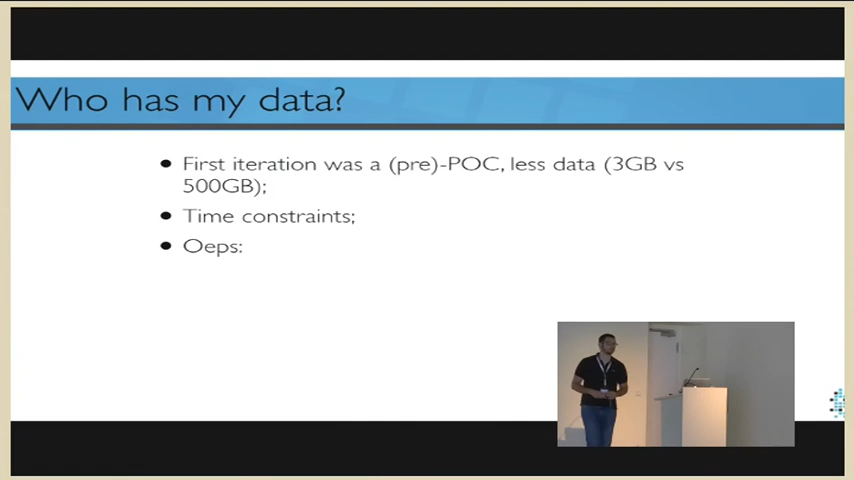 Who has my data?
First iteration was a (pre)-POC, less data (3GB vs
500GB);
Time constraints;
Oeps: